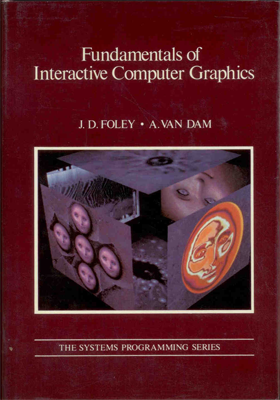 Fundamentals of
Interactive Computer Graphics
J. D. FOLEY • A. VAN DAM
THE SYSTEMS PROGRAMMING SERIES